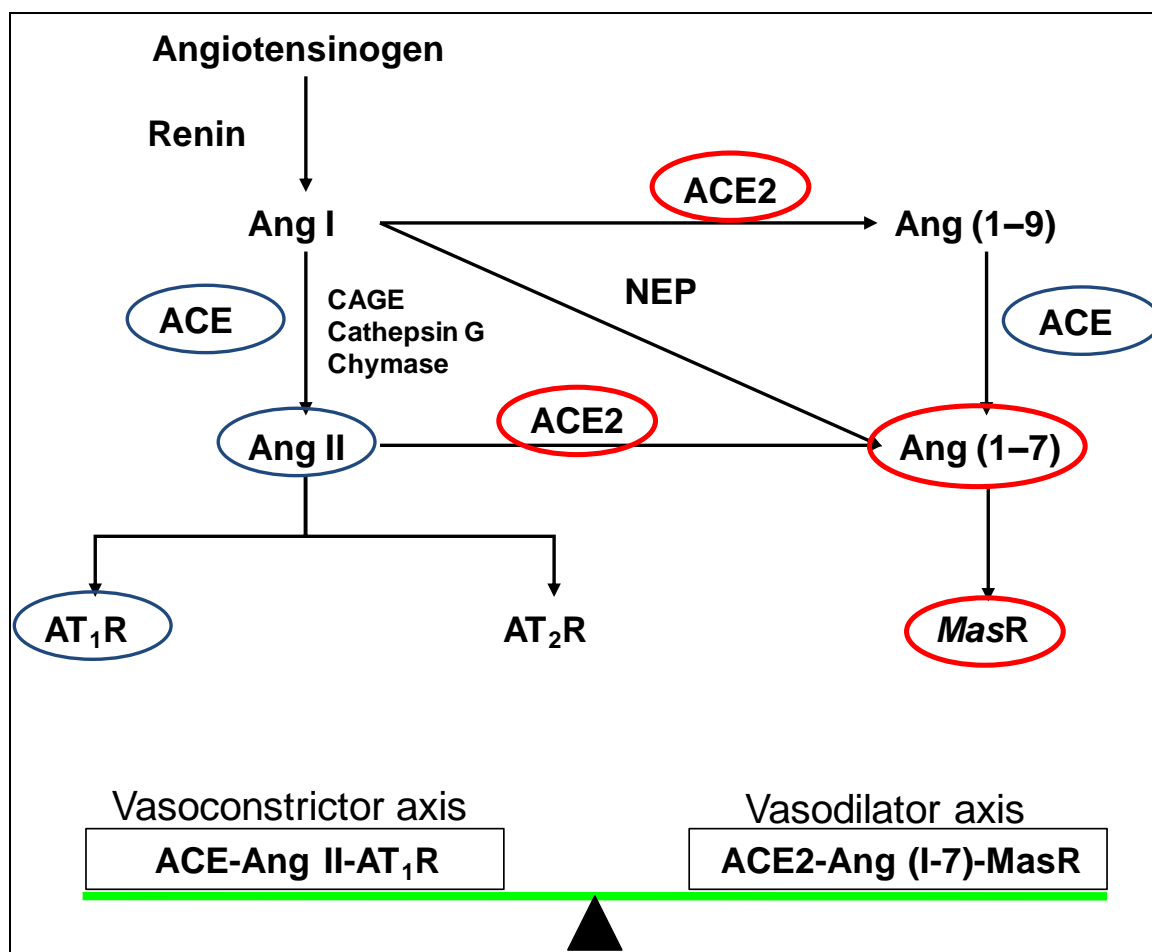 Angiotensinogen
Renin
ACE2
Ang I
Ang (1–9)
NEP
ACE
CAGE
Cathepsin G
Chymase
ACE
ACE2
Ang II
Ang (1–7)
AT₁R
AT₂R
MasR
Vasoconstrictor axis
Vasodilator axis
ACE-Ang II-AT₁R
ACE2-Ang (I-7)-MasR